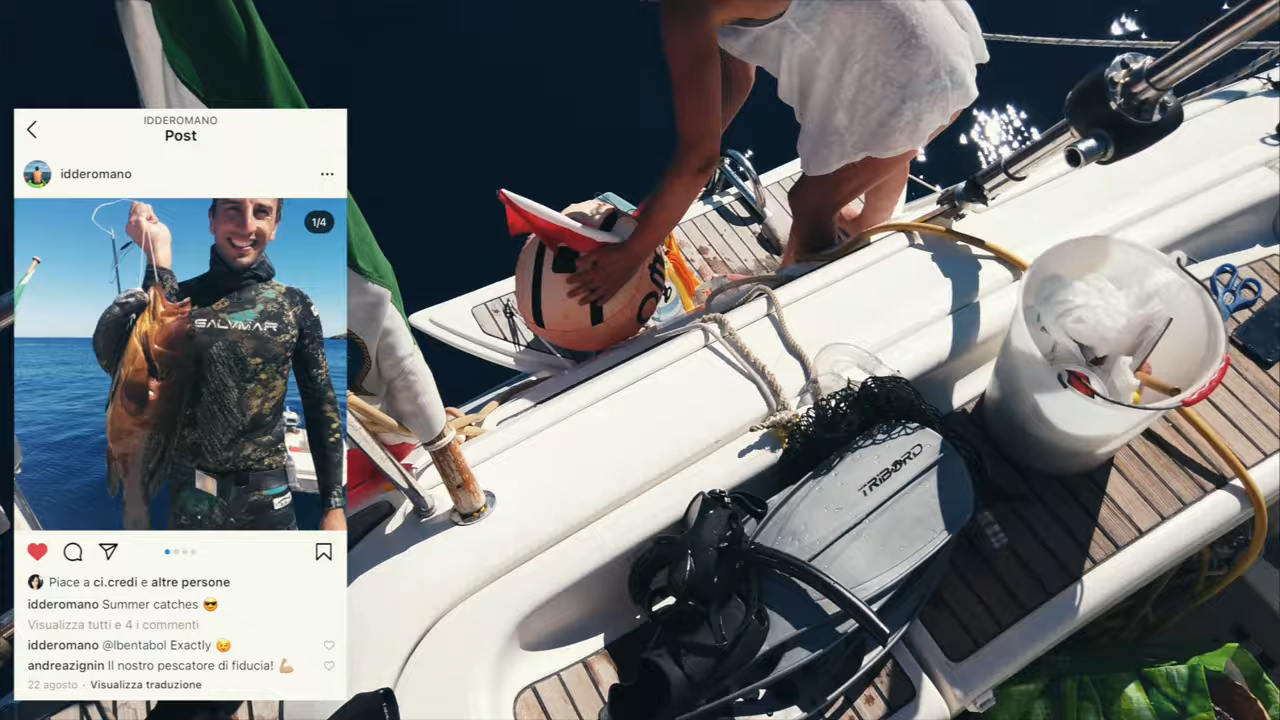 IDDEROMANO
Post
idderomano
1/4
SALVIMAR
Piace a ci.credi e altre persone
idderomano Summer catches 😎
Visualizza tutti e 4 i commenti
idderomano @Ibentabol Exactly 😉
andreazignin Il nostro pescatore di fiducia! 💪🏼
22 agosto · Visualizza traduzione
TRIBORD